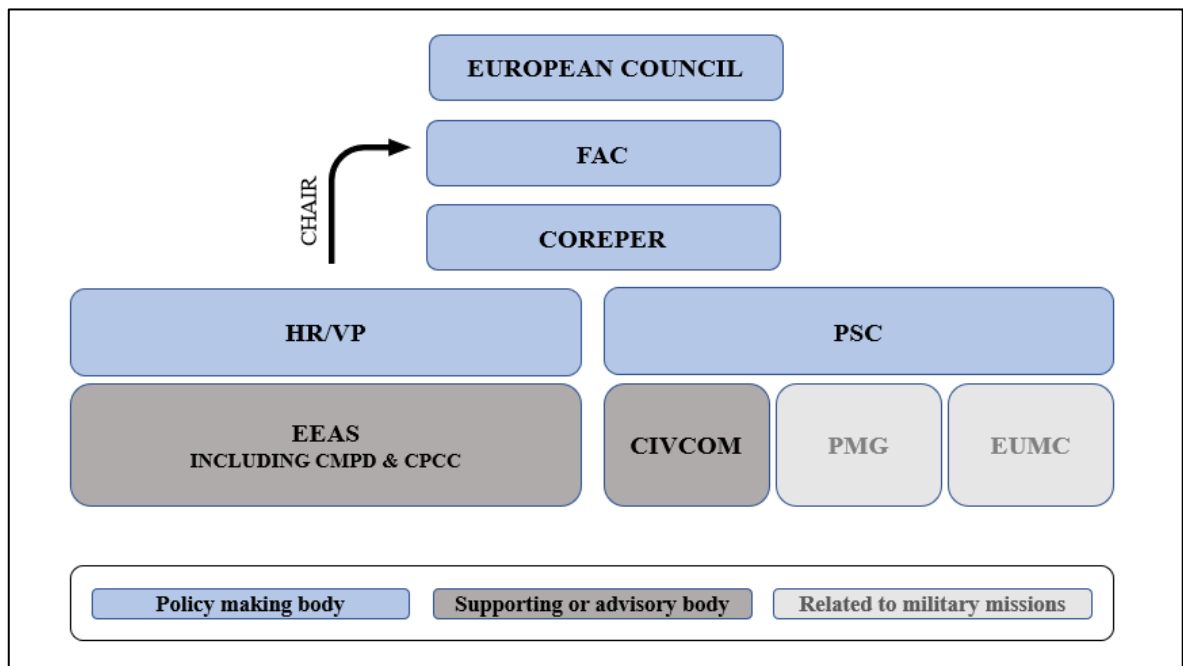 EUROPEAN COUNCIL
FAC
CHAIR
COREPER
HR/VP
PSC
EEAS
INCLUDING CMPD & CPCC
CIVCOM
PMG
EUMC
Policy making body
Supporting or advisory body
Related to military missions